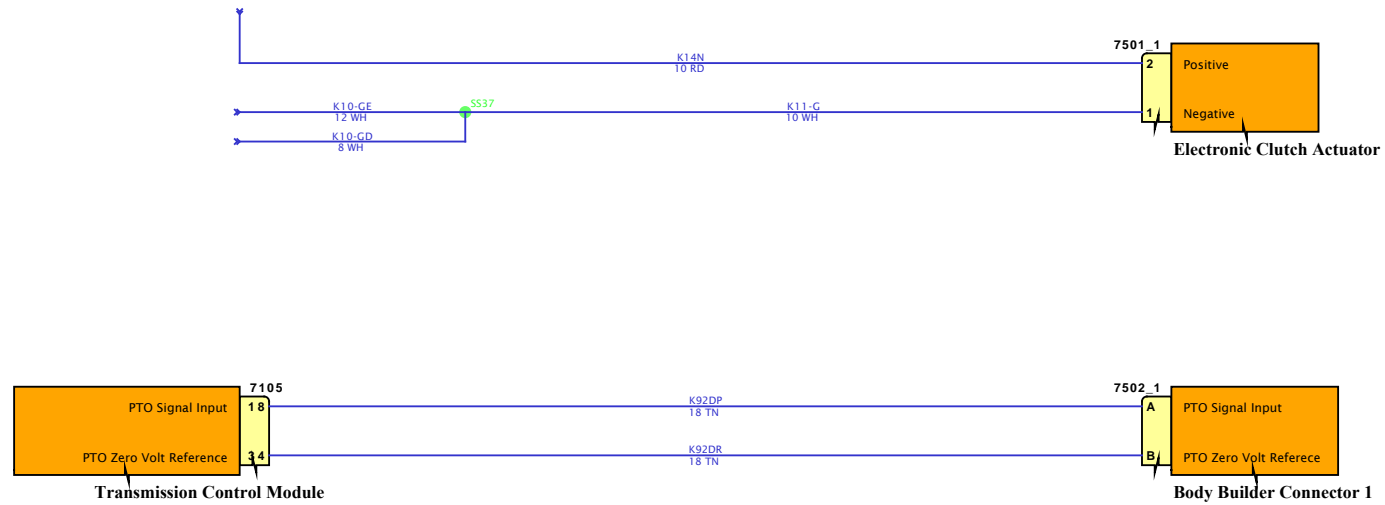 7501_1
K14N
10 RD
2 Positive
SS37
K10-GE
12 WH
K11-G
10 WH
1 Negative
K10-GD
8 WH
Electronic Clutch Actuator
7105
7502_1
PTO Signal Input 18
K92DP
18 TN
A PTO Signal Input
PTO Zero Volt Reference 34
K92DR
18 TN
B PTO Zero Volt Referece
Transmission Control Module
Body Builder Connector 1